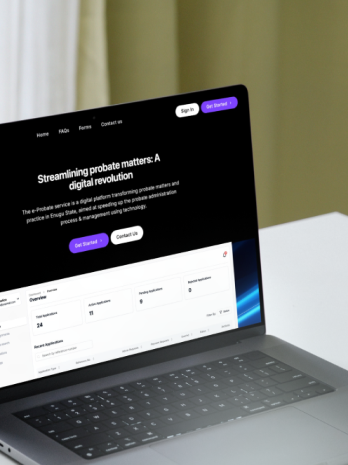 Home FAQs Forms Contact us Sign In Get Started
Streamlining probate matters: A
digital revolution
The e-Probate service is a digital platform transforming probate matters and
practice in Enugu State, aimed at speeding up the probate administration
process & management using technology.
Get Started Contact Us
Overview
Total Applications Active Applications Pending Applications Rejected Applications
24 11 9 0
Recent Applications